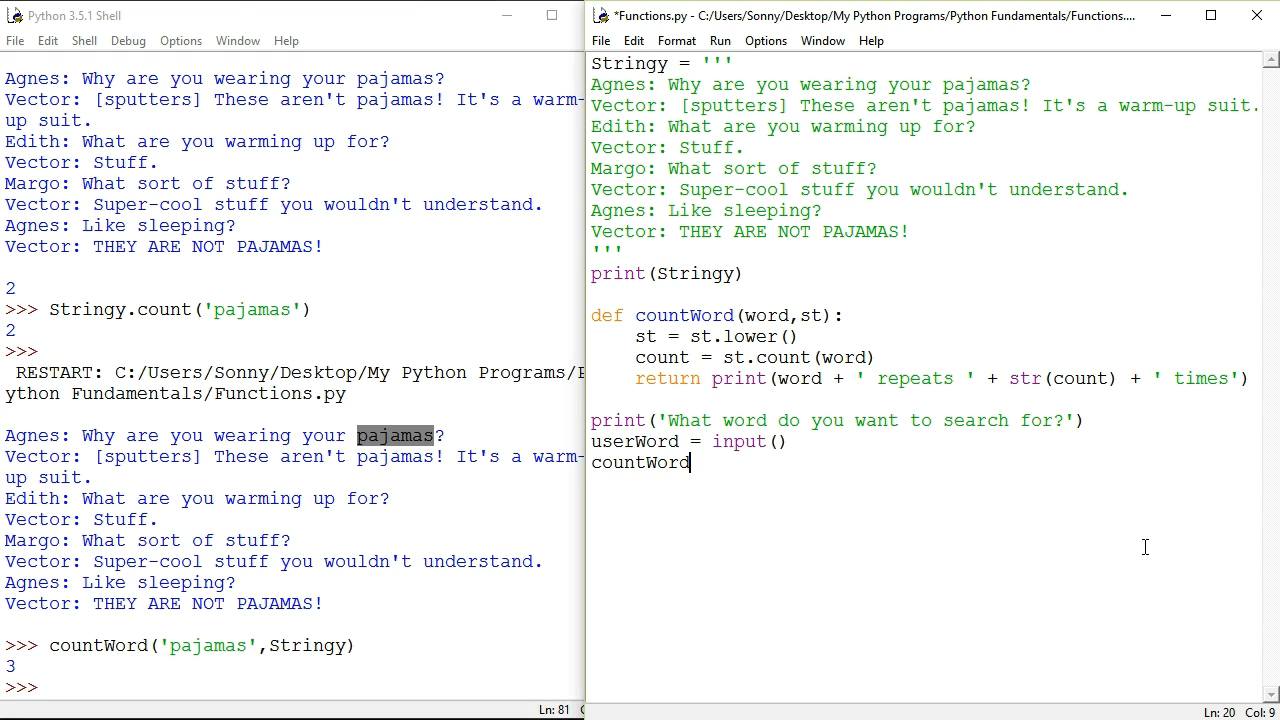 Python 3.5.1 Shell
File Edit Shell Debug Options Window Help
Agnes: Why are you wearing your pajamas?
Vector: [sputters] These aren't pajamas! It's a warm-
up suit.
Edith: What are you warming up for?
Vector: Stuff.
Margo: What sort of stuff?
Vector: Super-cool stuff you wouldn't understand.
Agnes: Like sleeping?
Vector: THEY ARE NOT PAJAMAS!
2
>>> Stringy.count('pajamas')
2
>>>
RESTART: C:/Users/Sonny/Desktop/My Python Programs/P
ython Fundamentals/Functions.py
Agnes: Why are you wearing your pajamas?
Vector: [sputters] These aren't pajamas! It's a warm-
up suit.
Edith: What are you warming up for?
Vector: Stuff.
Margo: What sort of stuff?
Vector: Super-cool stuff you wouldn't understand.
Agnes: Like sleeping?
Vector: THEY ARE NOT PAJAMAS!
>>> countWord('pajamas',Stringy)
3
>>>
Ln: 81
*Functions.py - C:/Users/Sonny/Desktop/My Python Programs/Python Fundamentals/Functions....
File Edit Format Run Options Window Help
Stringy = '''
Agnes: Why are you wearing your pajamas?
Vector: [sputters] These aren't pajamas! It's a warm-up suit.
Edith: What are you warming up for?
Vector: Stuff.
Margo: What sort of stuff?
Vector: Super-cool stuff you wouldn't understand.
Agnes: Like sleeping?
Vector: THEY ARE NOT PAJAMAS!
'''
print(Stringy)
def countWord(word,st):
    st = st.lower()
    count = st.count(word)
    return print(word + ' repeats ' + str(count) + ' times')
print('What word do you want to search for?')
userWord = input()
countWord
Ln: 20 Col: 9